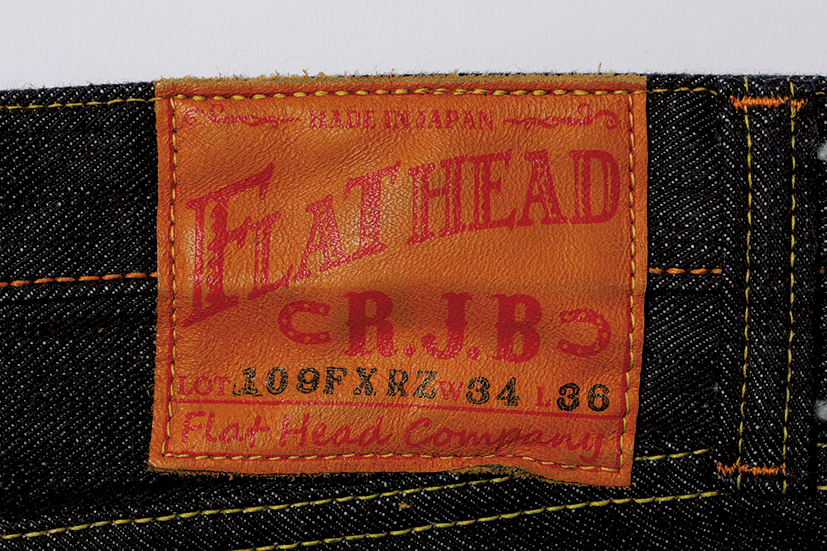 MADE IN JAPAN
FLAT HEAD
R.J.B
LOT. 109FXRZ W 34 L 36
Flat Head Company